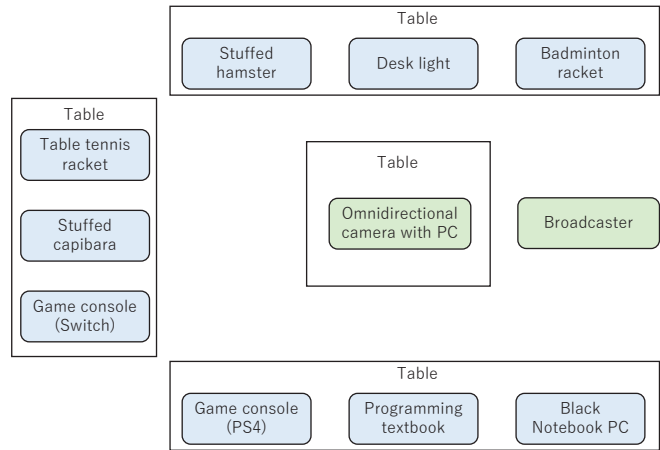 Table
Stuffed
hamster
Desk light
Badminton
racket
Table
Table tennis
racket
Stuffed
capibara
Game console
(Switch)
Table
Omnidirectional
camera with PC
Broadcaster
Table
Game console
(PS4)
Programming
textbook
Black
Notebook PC